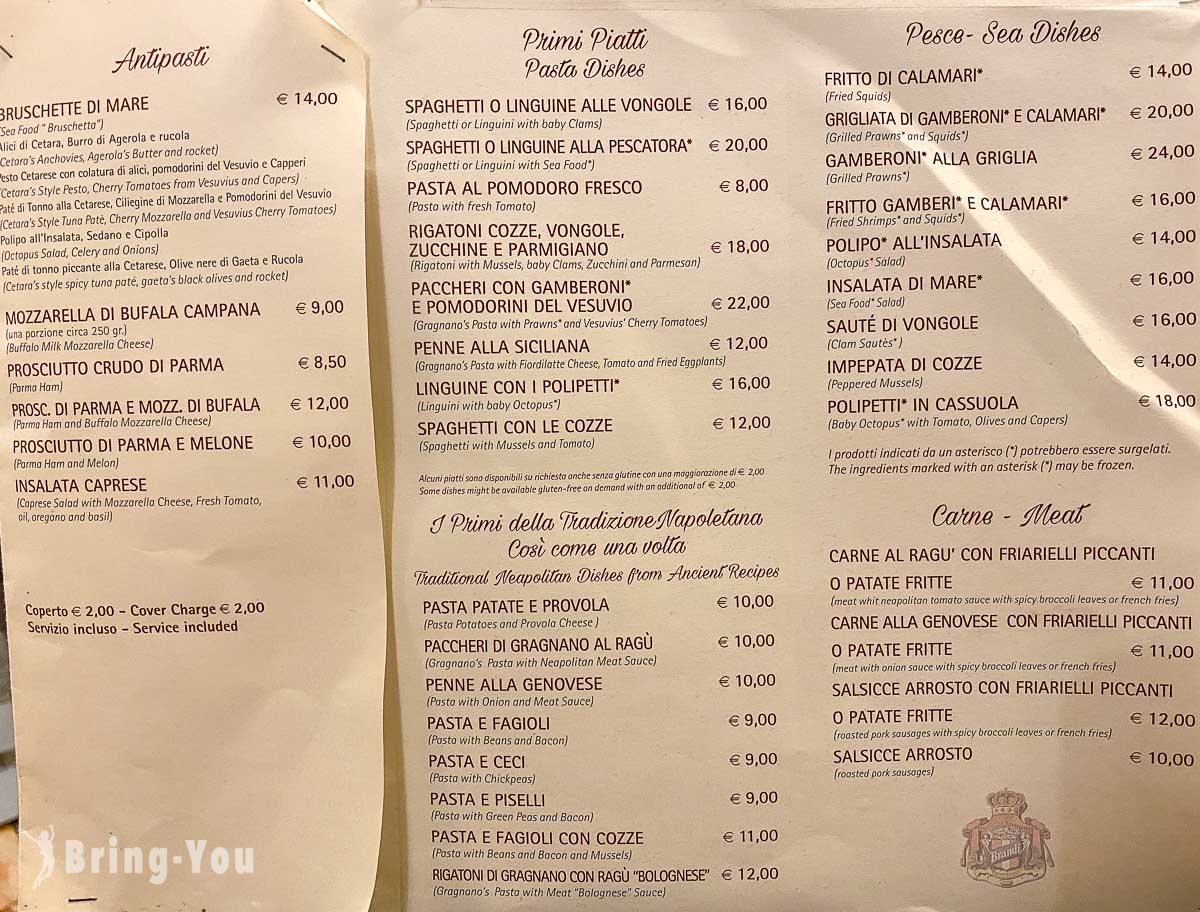 Antipasti
BRUSCHETTE DI MARE € 14,00
(Sea Food " Bruschetta")
Alici di Cetara, Burro di Agerola e rucola
(Cetara's Anchovies, Agerola's Butter and rocket)
Pesto Cetarese con colatura di alici, pomodorini del Vesuvio e Capperi
(Cetara's Style Pesto, Cherry Tomatoes from Vesuvius and Capers)
Paté di Tonno alla Cetarese, Ciliegine di Mozzarella e Pomodorini del Vesuvio
(Cetara's Style Tuna Patè, Cherry Mozzarella and Vesuvius Cherry Tomatoes)
Polipo all'Insalata, Sedano e Cipolla
(Octopus Salad, Celery and Onions)
Paté di tonno piccante alla Cetarese, Olive nere di Gaeta e Rucola
(Cetara's style spicy tuna paté, gaeta's black olives and rocket)
MOZZARELLA DI BUFALA CAMPANA € 9,00
(una porzione circa 250 gr.)
(Buffalo Milk Mozzarella Cheese)
PROSCIUTTO CRUDO DI PARMA € 8,50
(Parma Ham)
PROSC. DI PARMA E MOZZ. DI BUFALA € 12,00
(Parma Ham and Buffalo Mozzarella Cheese)
PROSCIUTTO DI PARMA E MELONE € 10,00
(Parma Ham and Melon)
INSALATA CAPRESE € 11,00
(Caprese Salad with Mozzarella Cheese, Fresh Tomato,
oil, oregano and basil)
Coperto € 2,00 - Cover Charge € 2,00
Servizio incluso - Service included
Primi Piatti
Pasta Dishes
SPAGHETTI O LINGUINE ALLE VONGOLE € 16,00
(Spaghetti or Linguini with baby Clams)
SPAGHETTI O LINGUINE ALLA PESCATORA* € 20,00
(Spaghetti or Linguini with Sea Food*)
PASTA AL POMODORO FRESCO € 8,00
(Pasta with fresh Tomato)
RIGATONI COZZE, VONGOLE,
ZUCCHINE E PARMIGIANO € 18,00
(Rigatoni with Mussels, baby Clams, Zucchini and Parmesan)
PACCHERI CON GAMBERONI*
E POMODORINI DEL VESUVIO € 22,00
(Gragnano's Pasta with Prawns* and Vesuvius' Cherry Tomatoes)
PENNE ALLA SICILIANA € 12,00
(Gragnano's Pasta with Fiordilatte Cheese, Tomato and Fried Eggplants)
LINGUINE CON I POLIPETTI* € 16,00
(Linguini with baby Octopus*)
SPAGHETTI CON LE COZZE € 12,00
(Spaghetti with Mussels and Tomato)
Alcuni piatti sono disponibili su richiesta anche senza glutine con una maggiorazione di € 2,00
Some dishes might be available gluten-free on demand with an additional of € 2,00
I Primi della Tradizione Napoletana
Così come una volta
Traditional Neapolitan Dishes from Ancient Recipes
PASTA PATATE E PROVOLA € 10,00
(Pasta Potatoes and Provola Cheese )
PACCHERI DI GRAGNANO AL RAGÙ € 10,00
(Gragnano's Pasta with Neapolitan Meat Sauce)
PENNE ALLA GENOVESE € 10,00
(Pasta with Onion and Meat Sauce)
PASTA E FAGIOLI € 9,00
(Pasta with Beans and Bacon)
PASTA E CECI € 9,00
(Pasta with Chickpeas)
PASTA E PISELLI € 9,00
(Pasta with Green Peas and Bacon)
PASTA E FAGIOLI CON COZZE € 11,00
(Pasta with Beans and Bacon and Mussels)
RIGATONI DI GRAGNANO CON RAGÙ "BOLOGNESE" € 12,00
(Gragnano's Pasta with Meat "Bolognese" Sauce)
Pesce- Sea Dishes
FRITTO DI CALAMARI* € 14,00
(Fried Squids)
GRIGLIATA DI GAMBERONI* E CALAMARI* € 20,00
(Grilled Prawns* and Squids*)
GAMBERONI* ALLA GRIGLIA € 24,00
(Grilled Prawns*)
FRITTO GAMBERI* E CALAMARI* € 16,00
(Fried Shrimps* and Squids*)
POLIPO* ALL'INSALATA € 14,00
(Octopus* Salad)
INSALATA DI MARE* € 16,00
(Sea Food* Salad)
SAUTÉ DI VONGOLE € 16,00
(Clam Sautès* )
IMPEPATA DI COZZE € 14,00
(Peppered Mussels)
POLIPETTI* IN CASSUOLA € 18,00
(Baby Octopus* with Tomato, Olives and Capers)
I prodotti indicati da un asterisco (*) potrebbero essere surgelati.
The ingredients marked with an asterisk (*) may be frozen.
Carne - Meat
CARNE AL RAGU' CON FRIARIELLI PICCANTI
O PATATE FRITTE € 11,00
(meat whit neapolitan tomato sauce with spicy broccoli leaves or french fries)
CARNE ALLA GENOVESE CON FRIARIELLI PICCANTI
O PATATE FRITTE € 11,00
(meat with onion sauce with spicy broccoli leaves or french fries)
SALSICCE ARROSTO CON FRIARIELLI PICCANTI
O PATATE FRITTE € 12,00
(roasted pork sausages with spicy broccoli leaves or french fries)
SALSICCE ARROSTO € 10,00
(roasted pork sausages)
Brandi
Bring-You